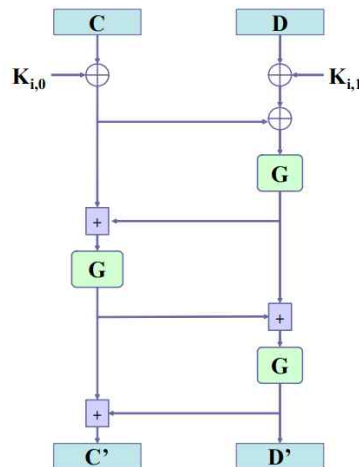 C D
K_{i,0} K_{i,1}
G
+
G
+
G
+
C' D'